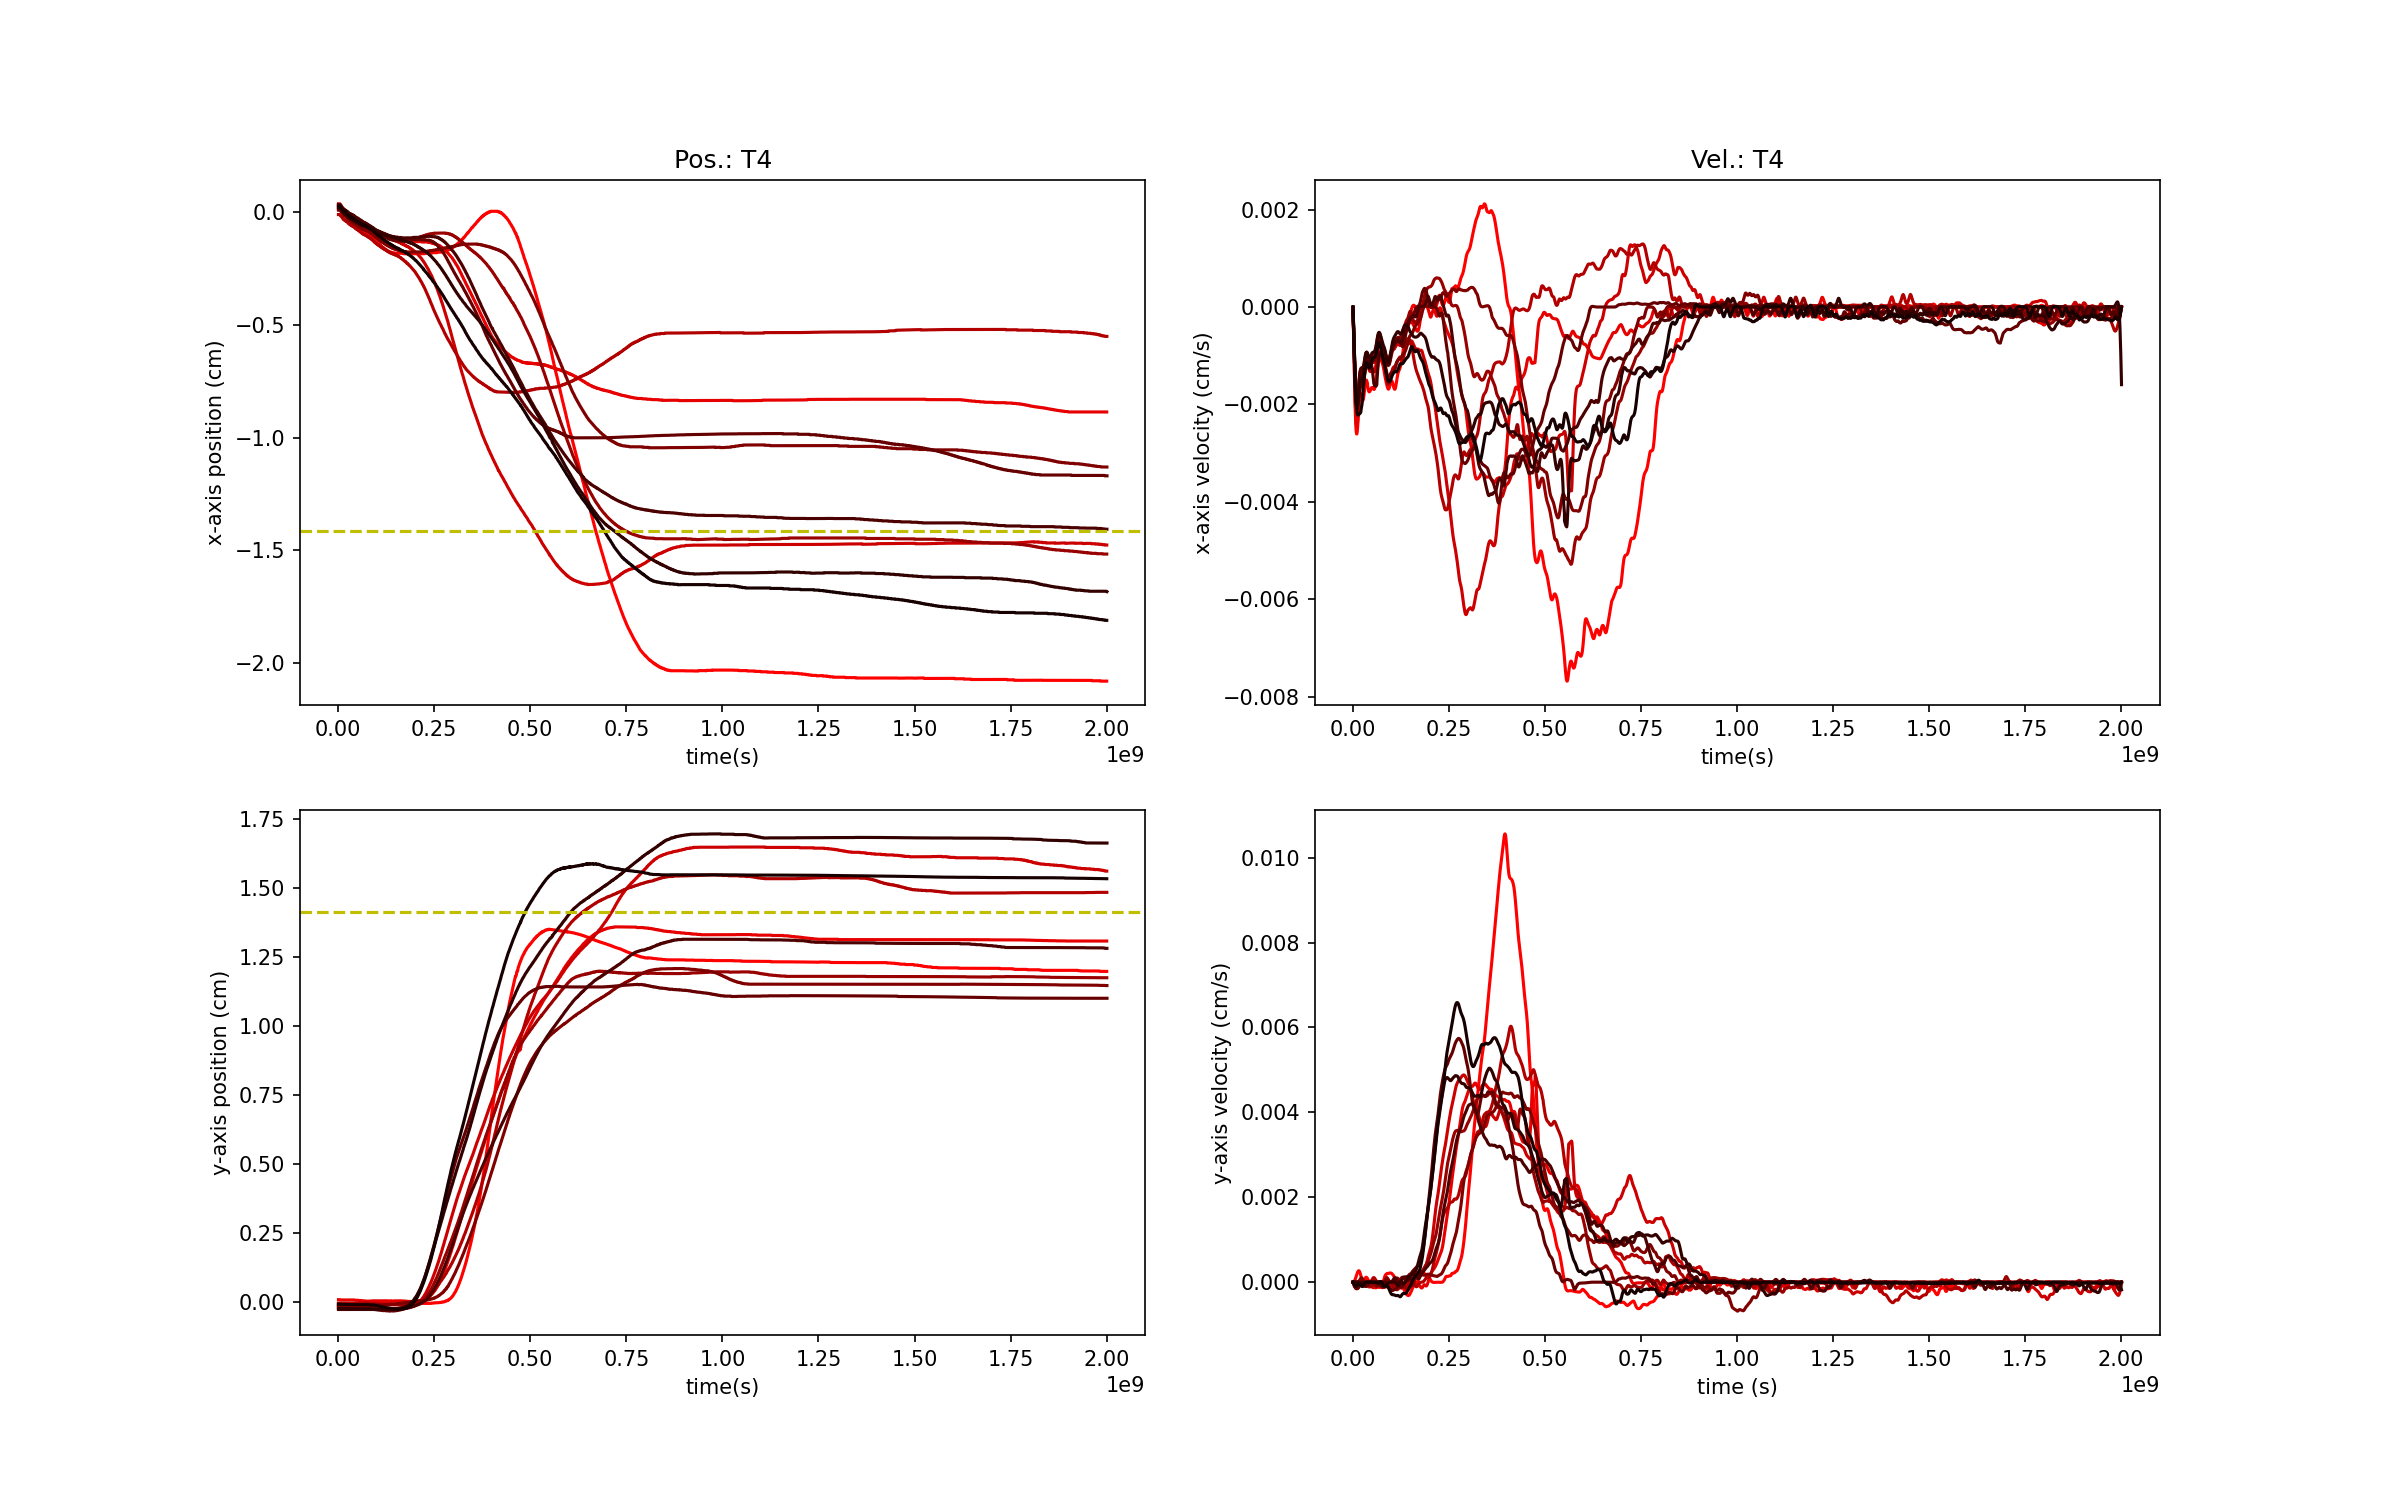 Pos.: T4
Vel.: T4
x-axis position (cm)
0.0
−0.5
−1.0
−1.5
−2.0
0.00 0.25 0.50 0.75 1.00 1.25 1.50 1.75 2.00
time(s)
1e9
x-axis velocity (cm/s)
0.002
0.000
−0.002
−0.004
−0.006
−0.008
0.00 0.25 0.50 0.75 1.00 1.25 1.50 1.75 2.00
time(s)
1e9
y-axis position (cm)
1.75
1.50
1.25
1.00
0.75
0.50
0.25
0.00
0.00 0.25 0.50 0.75 1.00 1.25 1.50 1.75 2.00
time(s)
1e9
y-axis velocity (cm/s)
0.010
0.008
0.006
0.004
0.002
0.000
0.00 0.25 0.50 0.75 1.00 1.25 1.50 1.75 2.00
time (s)
1e9